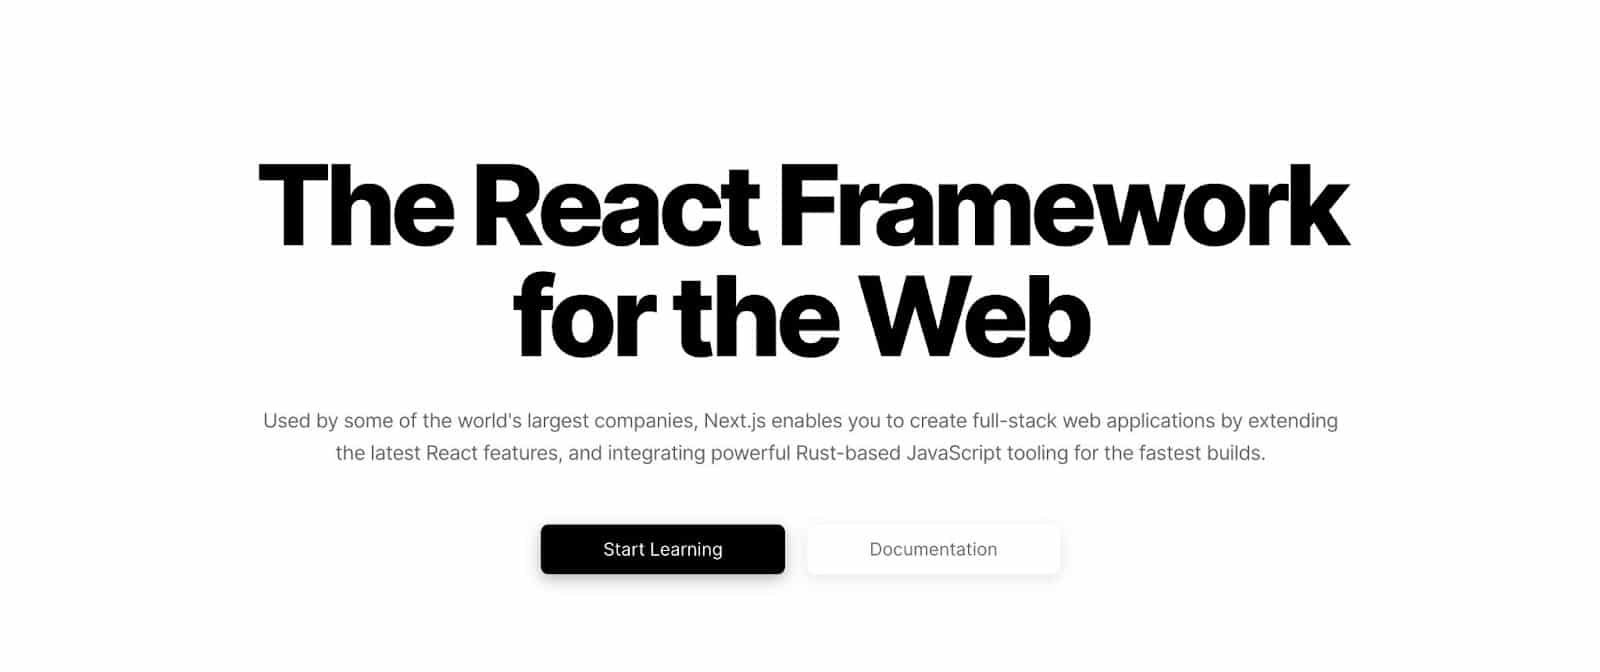 The React Framework
for the Web
Used by some of the world's largest companies, Next.js enables you to create full-stack web applications by extending
the latest React features, and integrating powerful Rust-based JavaScript tooling for the fastest builds.
Start Learning
Documentation